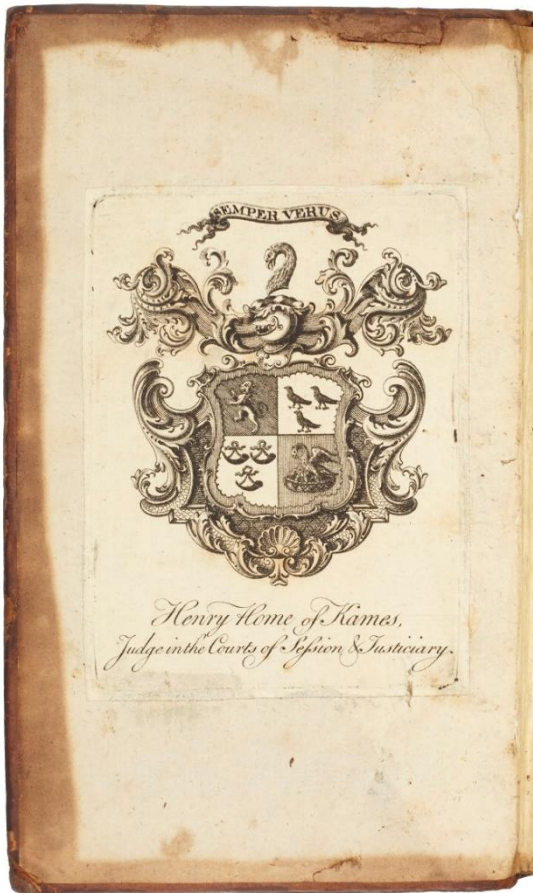 SEMPER VERUS
Henry Home of Kames,
Judge in the Courts of Session & Justiciary.